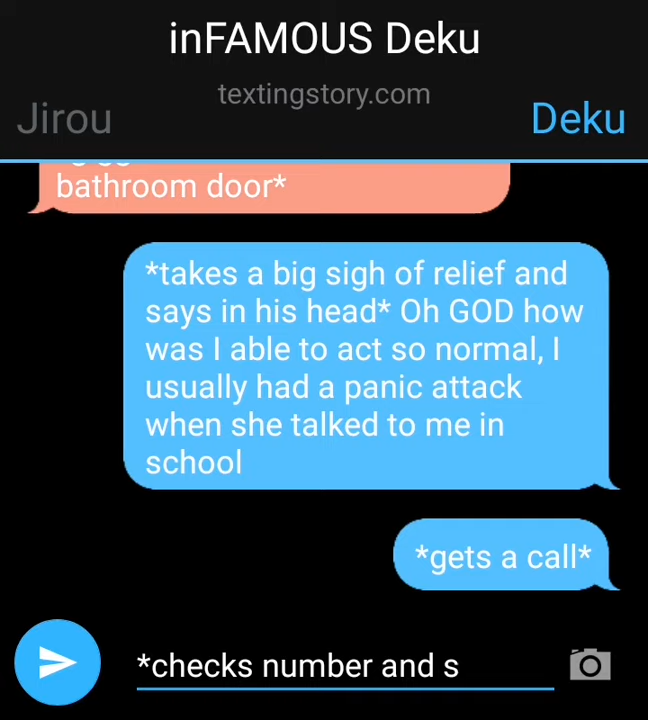 inFAMOUS Deku
textingstory.com
Jirou
Deku
bathroom door*
*takes a big sigh of relief and
says in his head* Oh GOD how
was I able to act so normal, I
usually had a panic attack
when she talked to me in
school
*gets a call*
*checks number and s